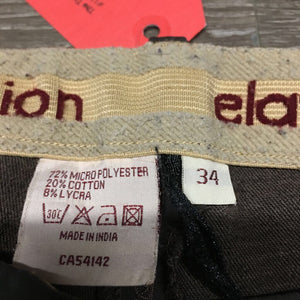 ion ela
34
72% MICRO POLYESTER
20% COTTON
8% LYCRA
30°C
MADE IN INDIA
CA54142